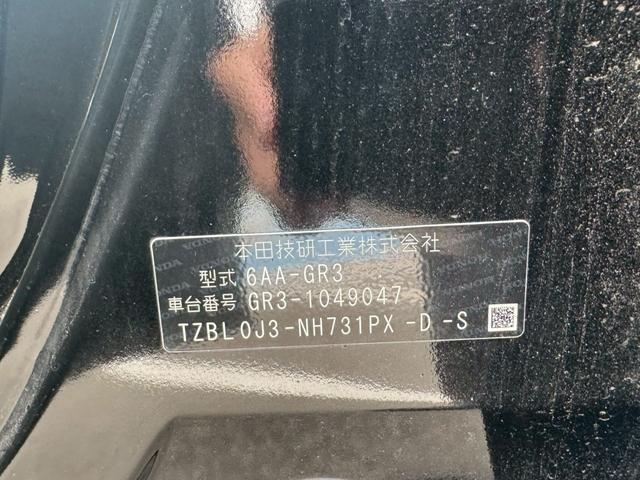 本田技研工業株式会社
型式 6AA-GR3
車台番号 GR3-1049047
TZBL0J3-NH731PX-D-S